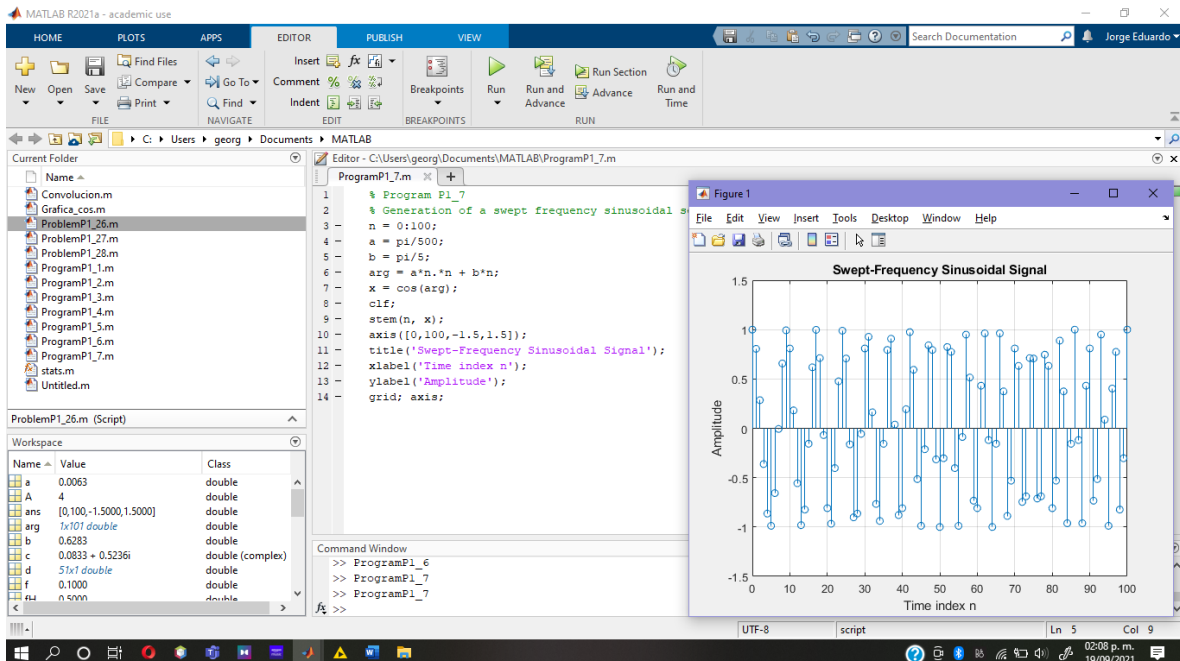 MATLAB R2021a - academic use
HOME PLOTS APPS EDITOR PUBLISH VIEW
Search Documentation
Jorge Eduardo
New Open Save
Find Files
Compare
Print
FILE
Go To
Find
NAVIGATE
Insert fx
Comment %
Indent
EDIT
Breakpoints
BREAKPOINTS
Run
Run and Advance
Run Section
Advance
Run and Time
RUN
C: Users georg Documents MATLAB
Current Folder
Name
Convolucion.m
Grafica_cos.m
ProblemP1_26.m
ProblemP1_27.m
ProblemP1_28.m
ProgramP1_1.m
ProgramP1_2.m
ProgramP1_3.m
ProgramP1_4.m
ProgramP1_5.m
ProgramP1_6.m
ProgramP1_7.m
stats.m
Untitled.m
ProblemP1_26.m (Script)
Workspace
Name Value Class
a 0.0063 double
A 4 double
ans [0,100,-1.5000,1.5000] double
arg 1x101 double double
b 0.6283 double
c 0.0833 + 0.5236i double (complex)
d 51x1 double double
f 0.1000 double
fH 0.5000 double
Editor - C:\Users\georg\Documents\MATLAB\ProgramP1_7.m
ProgramP1_7.m +
1 % Program P1_7
2 % Generation of a swept frequency sinusoidal s
3 - n = 0:100;
4 - a = pi/500;
5 - b = pi/5;
6 - arg = a*n.*n + b*n;
7 - x = cos(arg);
8 - clf;
9 - stem(n, x);
10 - axis([0,100,-1.5,1.5]);
11 - title('Swept-Frequency Sinusoidal Signal');
12 - xlabel('Time index n');
13 - ylabel('Amplitude');
14 - grid; axis;
Command Window
>> ProgramP1_6
>> ProgramP1_7
>> ProgramP1_7
fx >>
Figure 1
File Edit View Insert Tools Desktop Window Help
Swept-Frequency Sinusoidal Signal
1.5
1
0.5
0
-0.5
-1
-1.5
Amplitude
0 10 20 30 40 50 60 70 80 90 100
Time index n
UTF-8 script Ln 5 Col 9
02:08 p. m.
19/09/2021